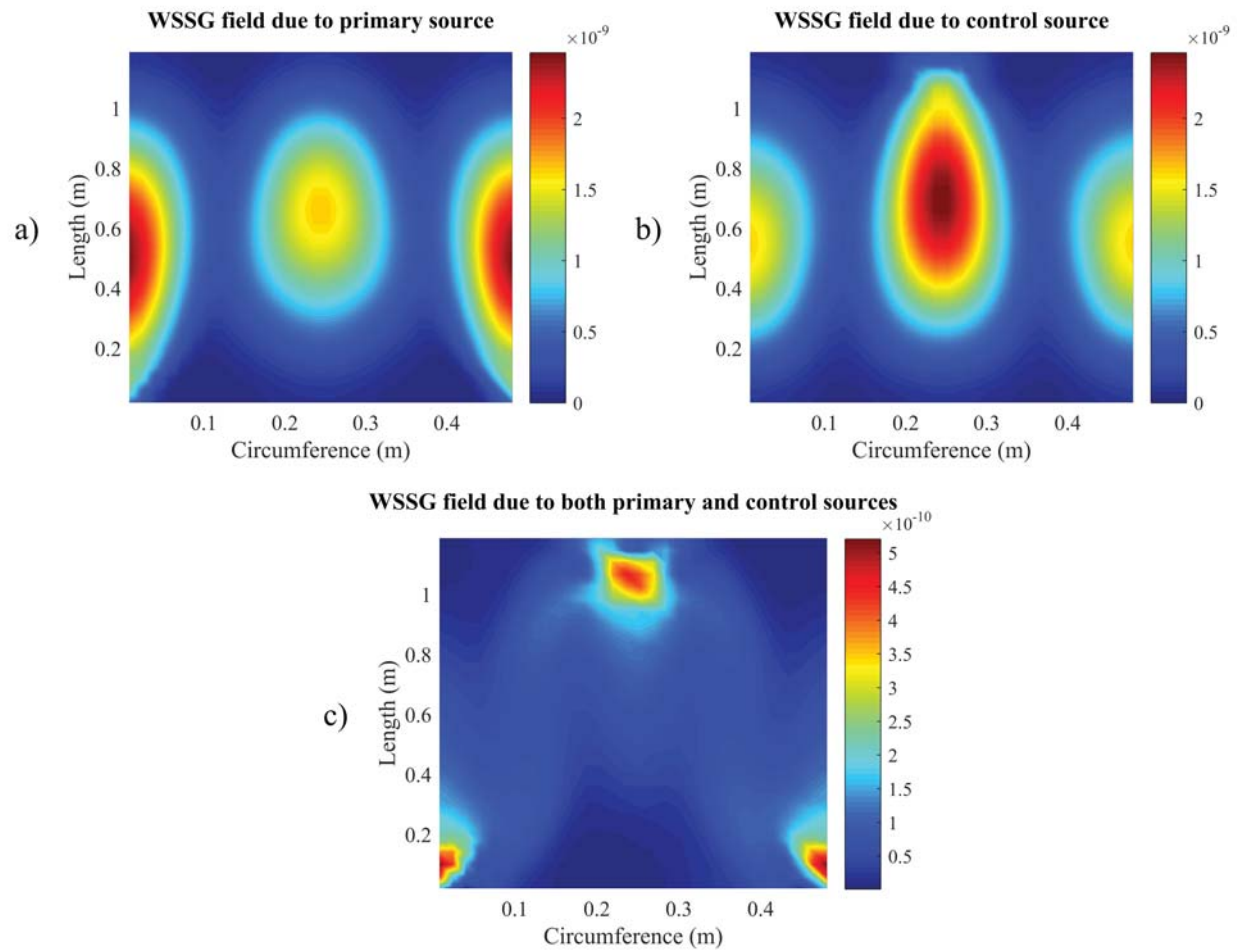 WSSG field due to primary source
×10-9
2
1.5
1
0.5
0
1
0.8
0.6
0.4
0.2
Length (m)
a)
0.1 0.2 0.3 0.4
Circumference (m)
WSSG field due to control source
×10-9
2
1.5
1
0.5
0
1
0.8
0.6
0.4
0.2
Length (m)
b)
0.1 0.2 0.3 0.4
Circumference (m)
WSSG field due to both primary and control sources
×10-10
5
4.5
4
3.5
3
2.5
2
1.5
1
0.5
1
0.8
0.6
0.4
0.2
Length (m)
c)
0.1 0.2 0.3 0.4
Circumference (m)